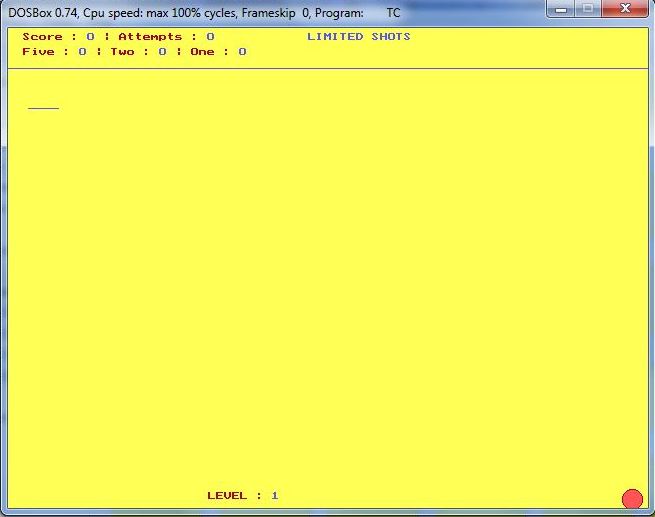 DOSBox 0.74, Cpu speed: max 100% cycles, Frameskip 0, Program: TC
Score : 0 ¦ Attempts : 0 LIMITED SHOTS
Five : 0 ¦ Two : 0 ¦ One : 0
LEVEL : 1